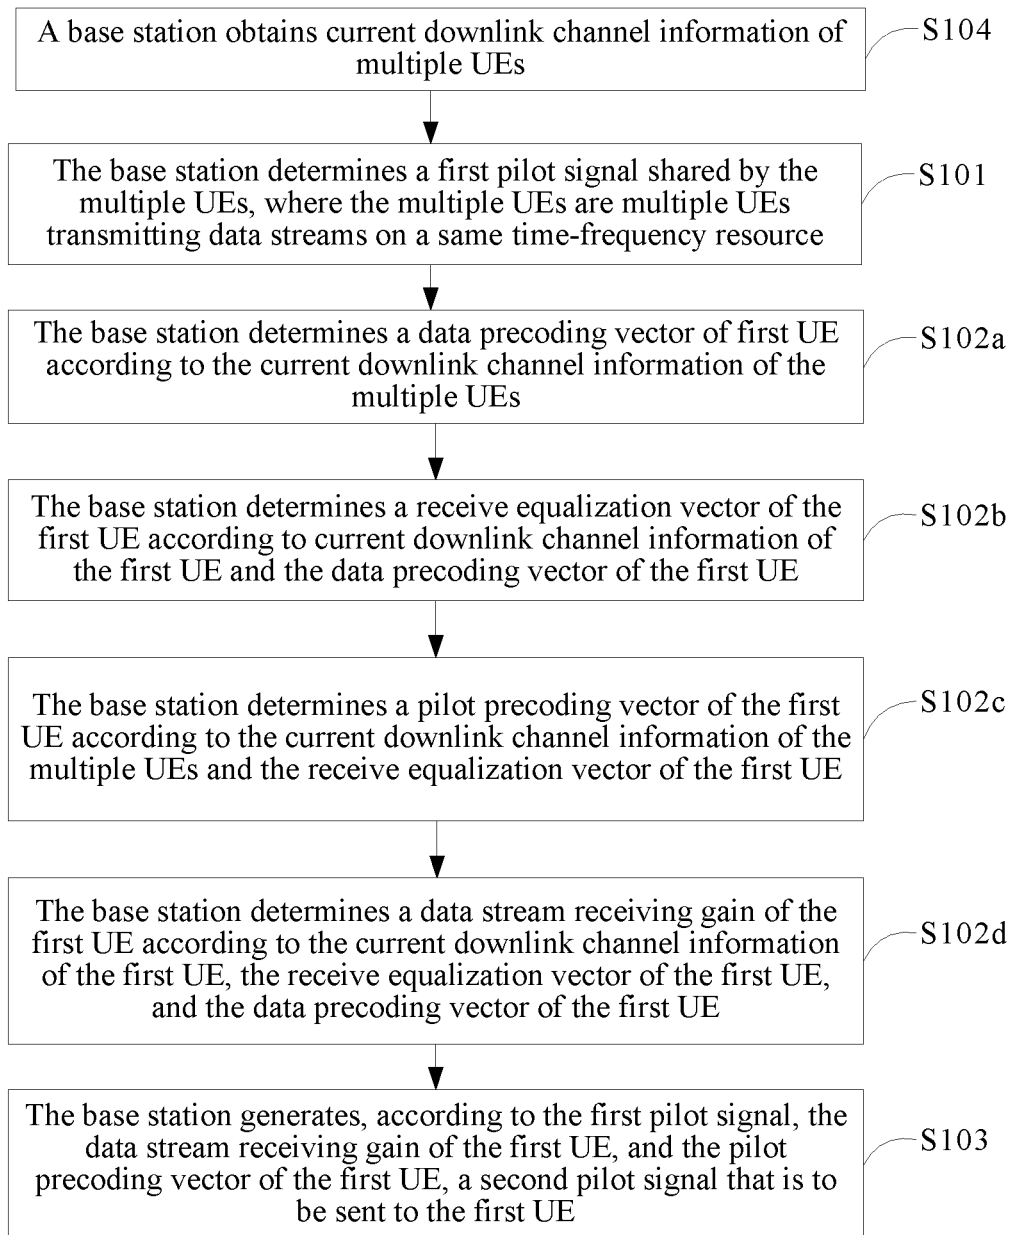 A base station obtains current downlink channel information of
multiple UEs
S104
The base station determines a first pilot signal shared by the
multiple UEs, where the multiple UEs are multiple UEs
transmitting data streams on a same time-frequency resource
S101
The base station determines a data precoding vector of first UE
according to the current downlink channel information of the
multiple UEs
S102a
The base station determines a receive equalization vector of the
first UE according to current downlink channel information of
the first UE and the data precoding vector of the first UE
S102b
The base station determines a pilot precoding vector of the first
UE according to the current downlink channel information of the
multiple UEs and the receive equalization vector of the first UE
S102c
The base station determines a data stream receiving gain of the
first UE according to the current downlink channel information
of the first UE, the receive equalization vector of the first UE,
and the data precoding vector of the first UE
S102d
The base station generates, according to the first pilot signal, the
data stream receiving gain of the first UE, and the pilot
precoding vector of the first UE, a second pilot signal that is to
be sent to the first UE
S103